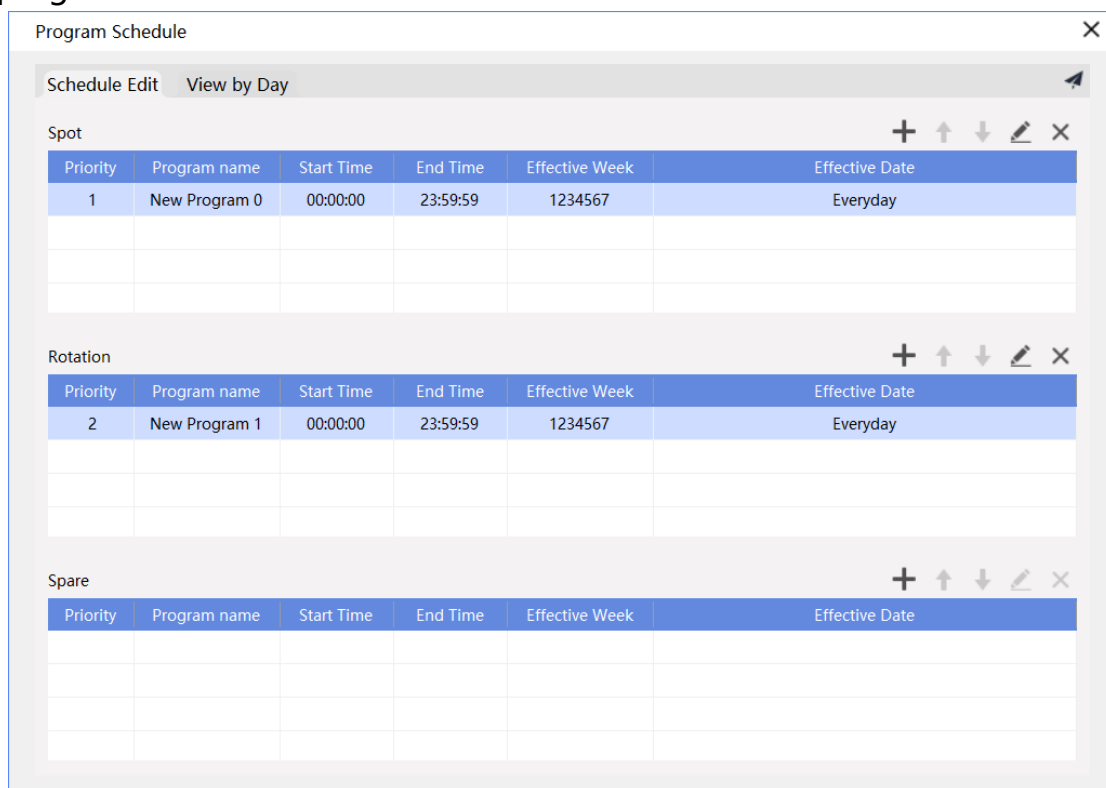 Program Schedule
Schedule Edit View by Day
Spot
Priority Program name Start Time End Time Effective Week Effective Date
1 New Program 0 00:00:00 23:59:59 1234567 Everyday
Rotation
Priority Program name Start Time End Time Effective Week Effective Date
2 New Program 1 00:00:00 23:59:59 1234567 Everyday
Spare
Priority Program name Start Time End Time Effective Week Effective Date